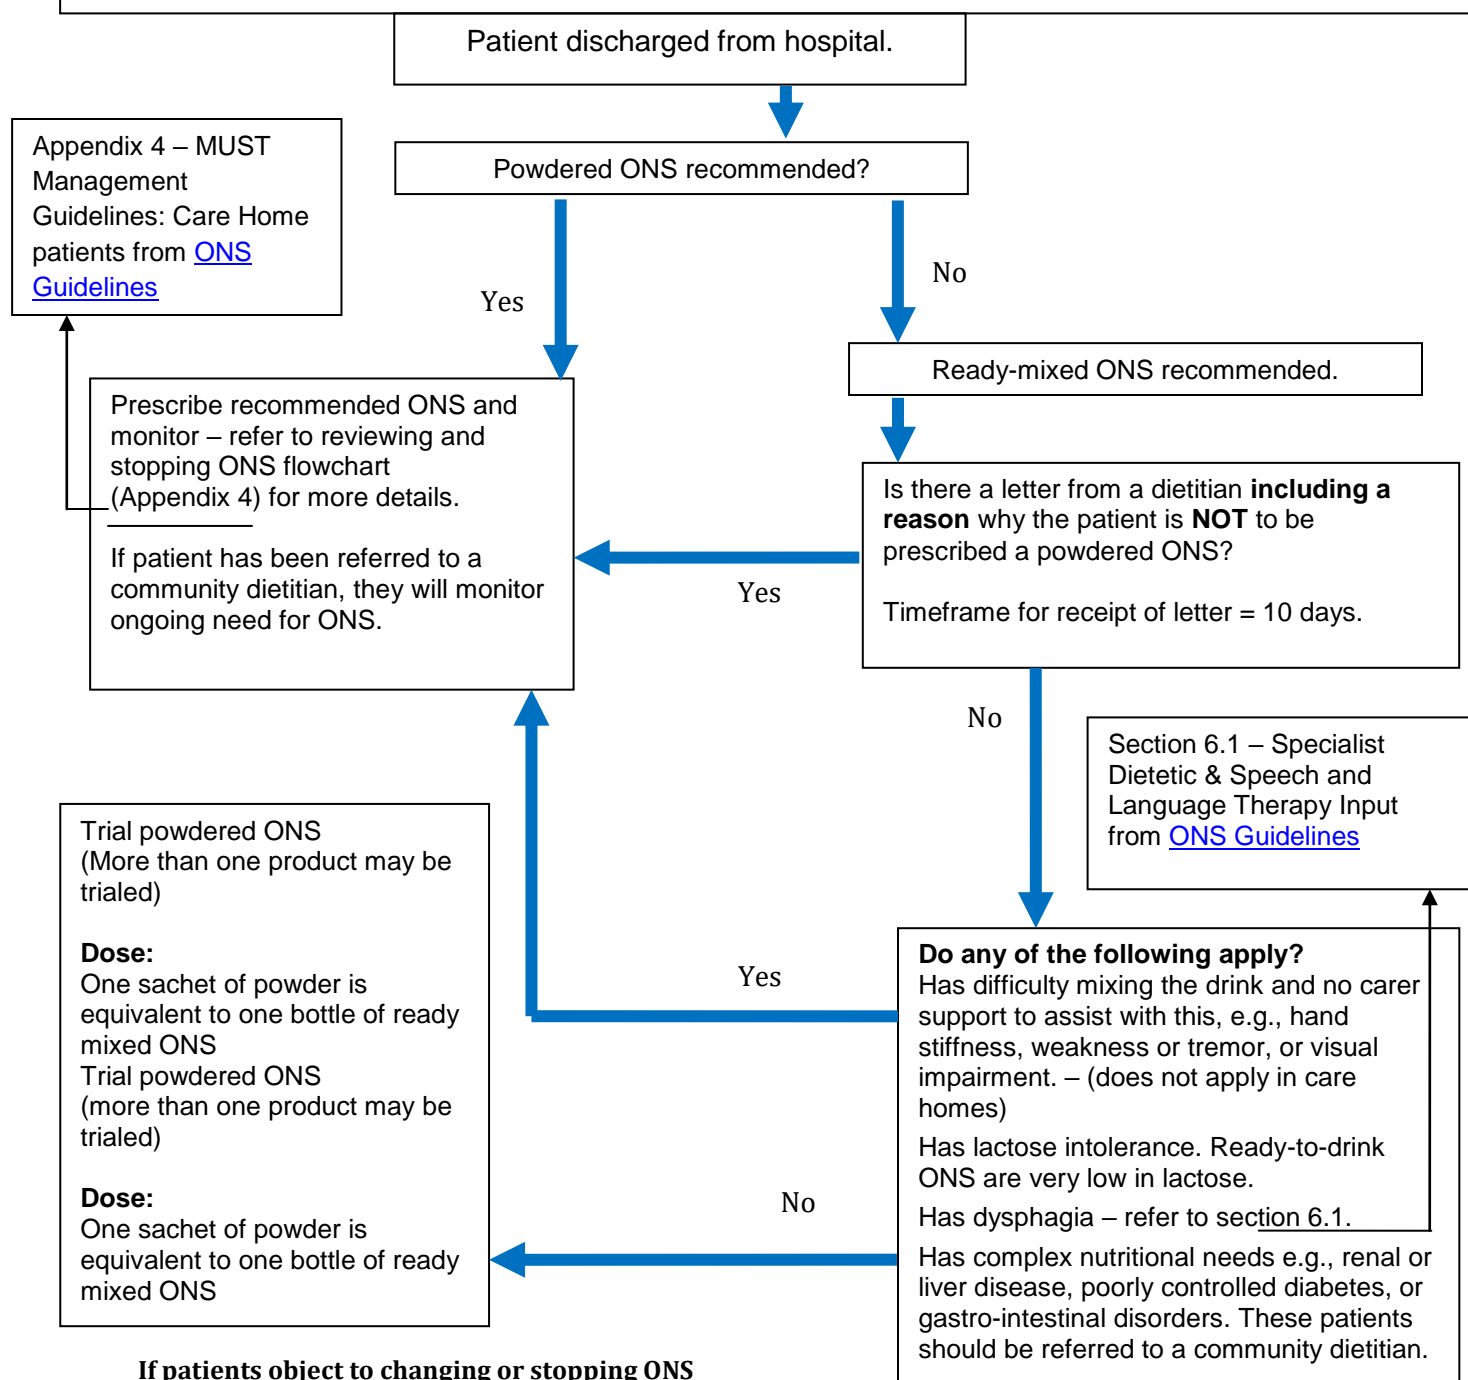 Patient discharged from hospital.
Appendix 4 – MUST
Management
Guidelines: Care Home
patients from ONS
Guidelines
Powdered ONS recommended?
Yes
No
Ready-mixed ONS recommended.
Prescribe recommended ONS and
monitor – refer to reviewing and
stopping ONS flowchart
(Appendix 4) for more details.
If patient has been referred to a
community dietitian, they will monitor
ongoing need for ONS.
Is there a letter from a dietitian including a
reason why the patient is NOT to be
prescribed a powdered ONS?
Timeframe for receipt of letter = 10 days.
Yes
No
Section 6.1 – Specialist
Dietetic & Speech and
Language Therapy Input
from ONS Guidelines
Trial powdered ONS
(More than one product may be
trialed)
Dose:
One sachet of powder is
equivalent to one bottle of ready
mixed ONS
Trial powdered ONS
(more than one product may be
trialed)
Dose:
One sachet of powder is
equivalent to one bottle of ready
mixed ONS
Yes
No
Do any of the following apply?
Has difficulty mixing the drink and no carer
support to assist with this, e.g., hand
stiffness, weakness or tremor, or visual
impairment. – (does not apply in care
homes)
Has lactose intolerance. Ready-to-drink
ONS are very low in lactose.
Has dysphagia – refer to section 6.1.
Has complex nutritional needs e.g., renal or
liver disease, poorly controlled diabetes, or
gastro-intestinal disorders. These patients
should be referred to a community dietitian.
If patients object to changing or stopping ONS